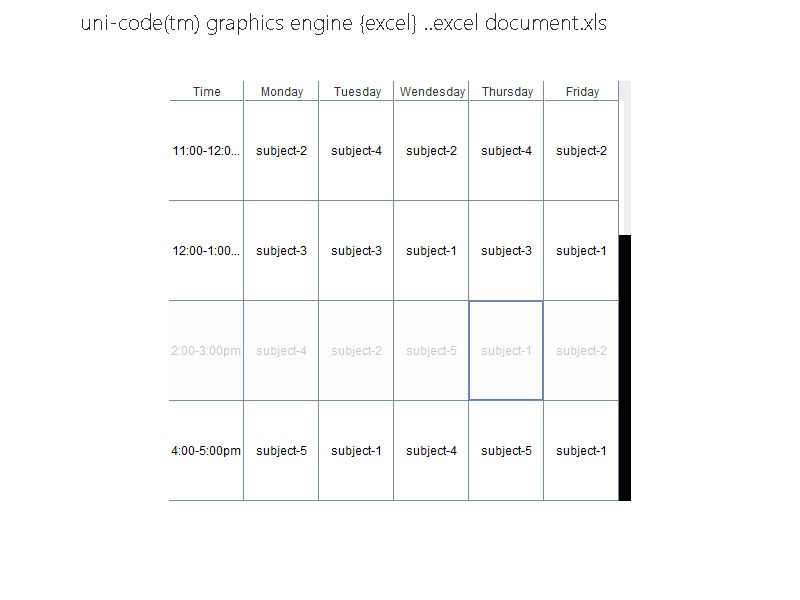 uni-code(tm) graphics engine {excel} ..excel document.xls
Time Monday Tuesday Wendesday Thursday Friday
11:00-12:0... subject-2 subject-4 subject-2 subject-4 subject-2
12:00-1:00... subject-3 subject-3 subject-1 subject-3 subject-1
2:00-3:00pm subject-4 subject-2 subject-5 subject-1 subject-2
4:00-5:00pm subject-5 subject-1 subject-4 subject-5 subject-1